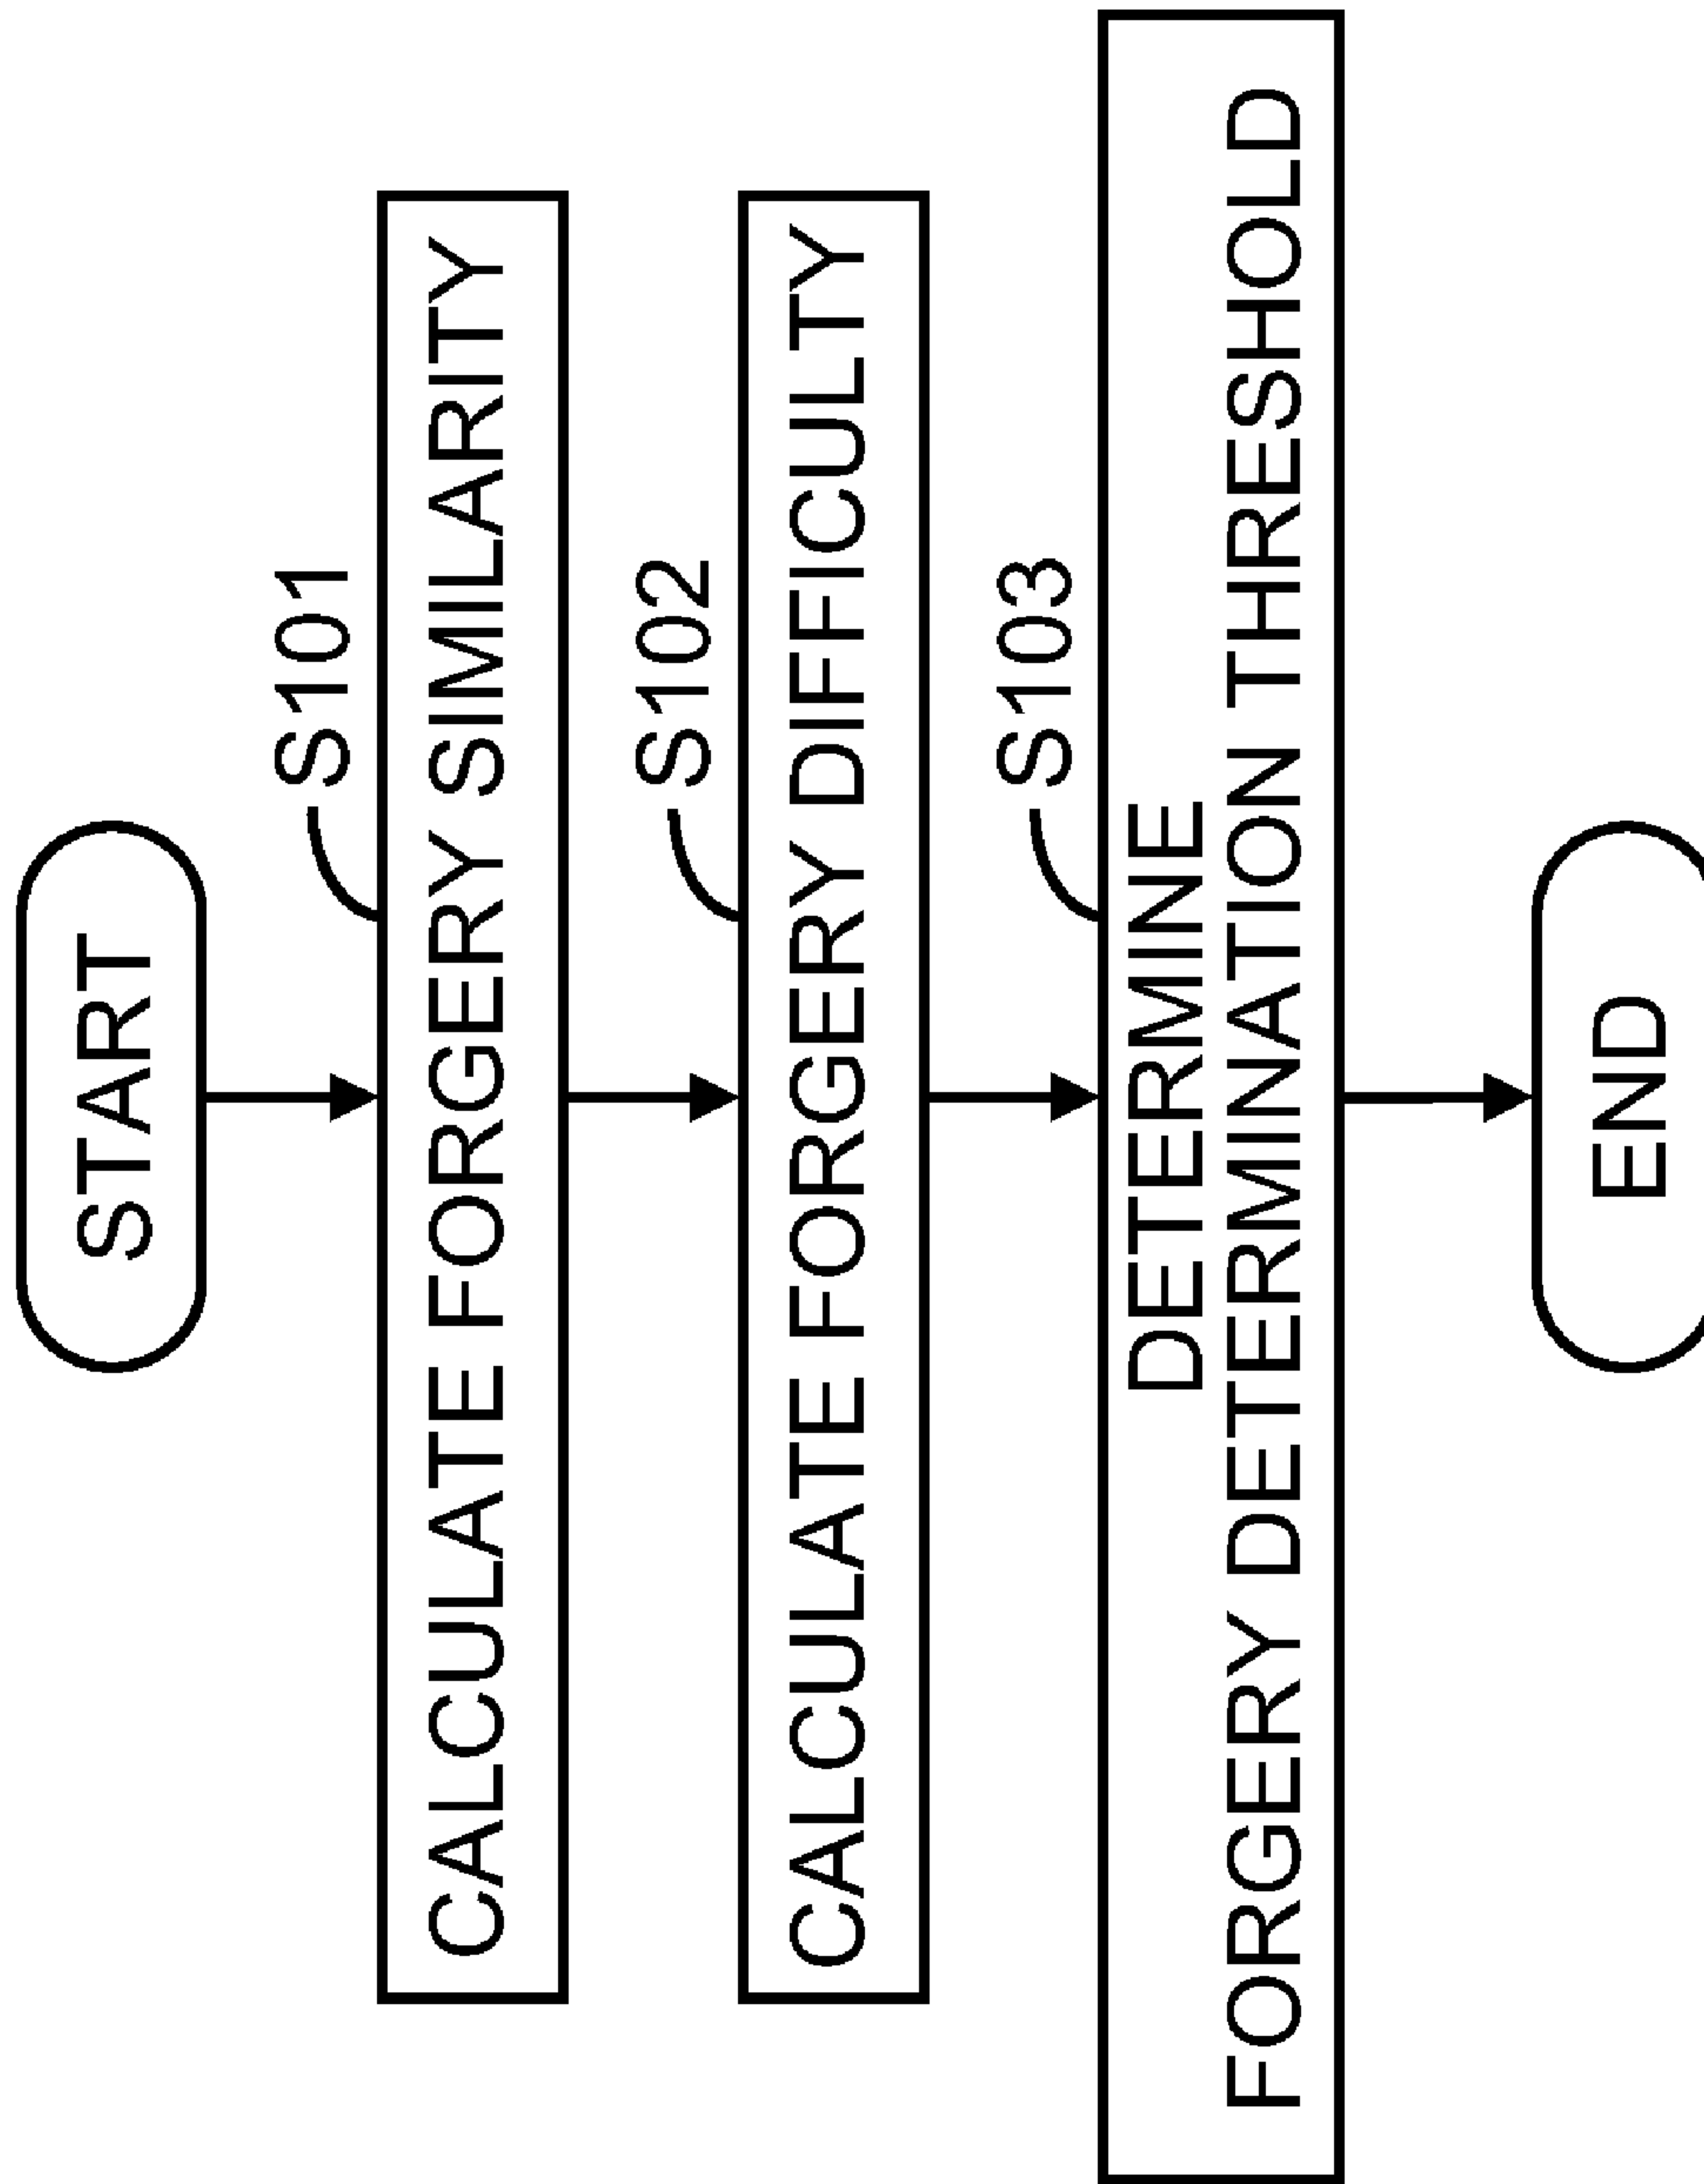 START
S101
CALCULATE FORGERY SIMILARITY
S102
CALCULATE FORGERY DIFFICULTY
S103
DETERMINE
FORGERY DETERMINATION THRESHOLD
END